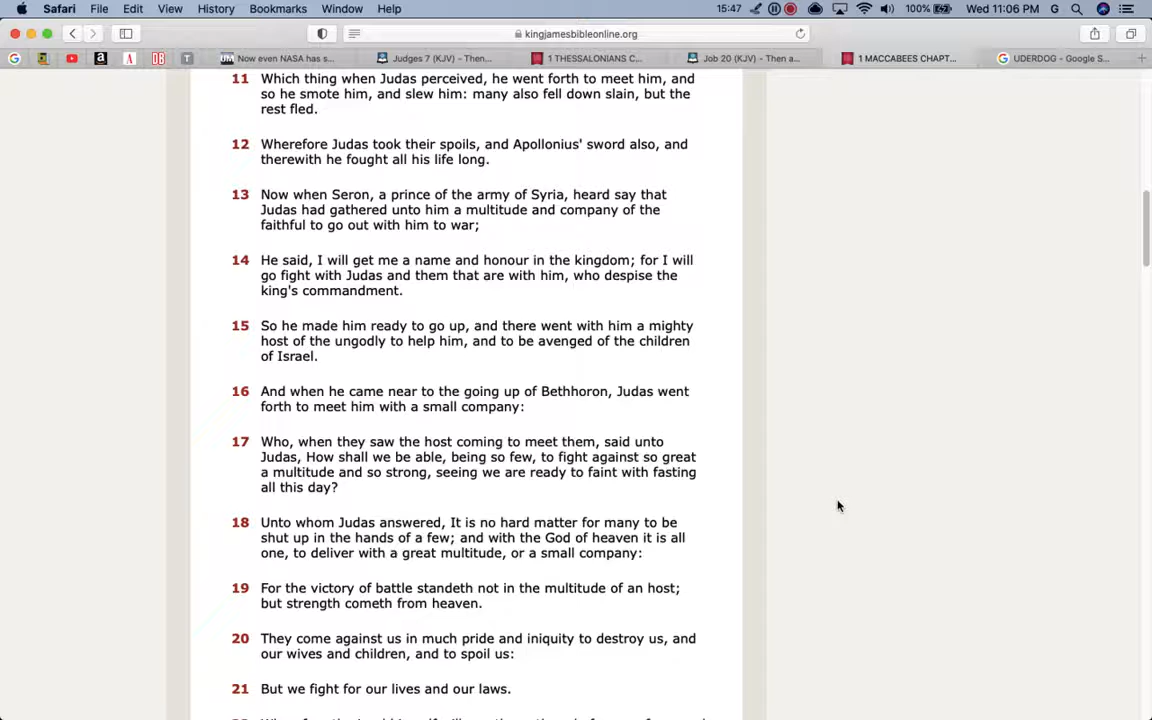 Safari File Edit View History Bookmarks Window Help 15:47 100% Wed 11:06 PM G
kingjamesbibleonline.org
Now even NASA has s... Judges 7 (KJV) - Then... 1 THESSALONIANS C... Job 20 (KJV) - Then a... 1 MACCABEES CHAPT... UDERDOG - Google S...
11 Which thing when Judas perceived, he went forth to meet him, and
so he smote him, and slew him: many also fell down slain, but the
rest fled.
12 Wherefore Judas took their spoils, and Apollonius' sword also, and
therewith he fought all his life long.
13 Now when Seron, a prince of the army of Syria, heard say that
Judas had gathered unto him a multitude and company of the
faithful to go out with him to war;
14 He said, I will get me a name and honour in the kingdom; for I will
go fight with Judas and them that are with him, who despise the
king's commandment.
15 So he made him ready to go up, and there went with him a mighty
host of the ungodly to help him, and to be avenged of the children
of Israel.
16 And when he came near to the going up of Bethhoron, Judas went
forth to meet him with a small company:
17 Who, when they saw the host coming to meet them, said unto
Judas, How shall we be able, being so few, to fight against so great
a multitude and so strong, seeing we are ready to faint with fasting
all this day?
18 Unto whom Judas answered, It is no hard matter for many to be
shut up in the hands of a few; and with the God of heaven it is all
one, to deliver with a great multitude, or a small company:
19 For the victory of battle standeth not in the multitude of an host;
but strength cometh from heaven.
20 They come against us in much pride and iniquity to destroy us, and
our wives and children, and to spoil us:
21 But we fight for our lives and our laws.